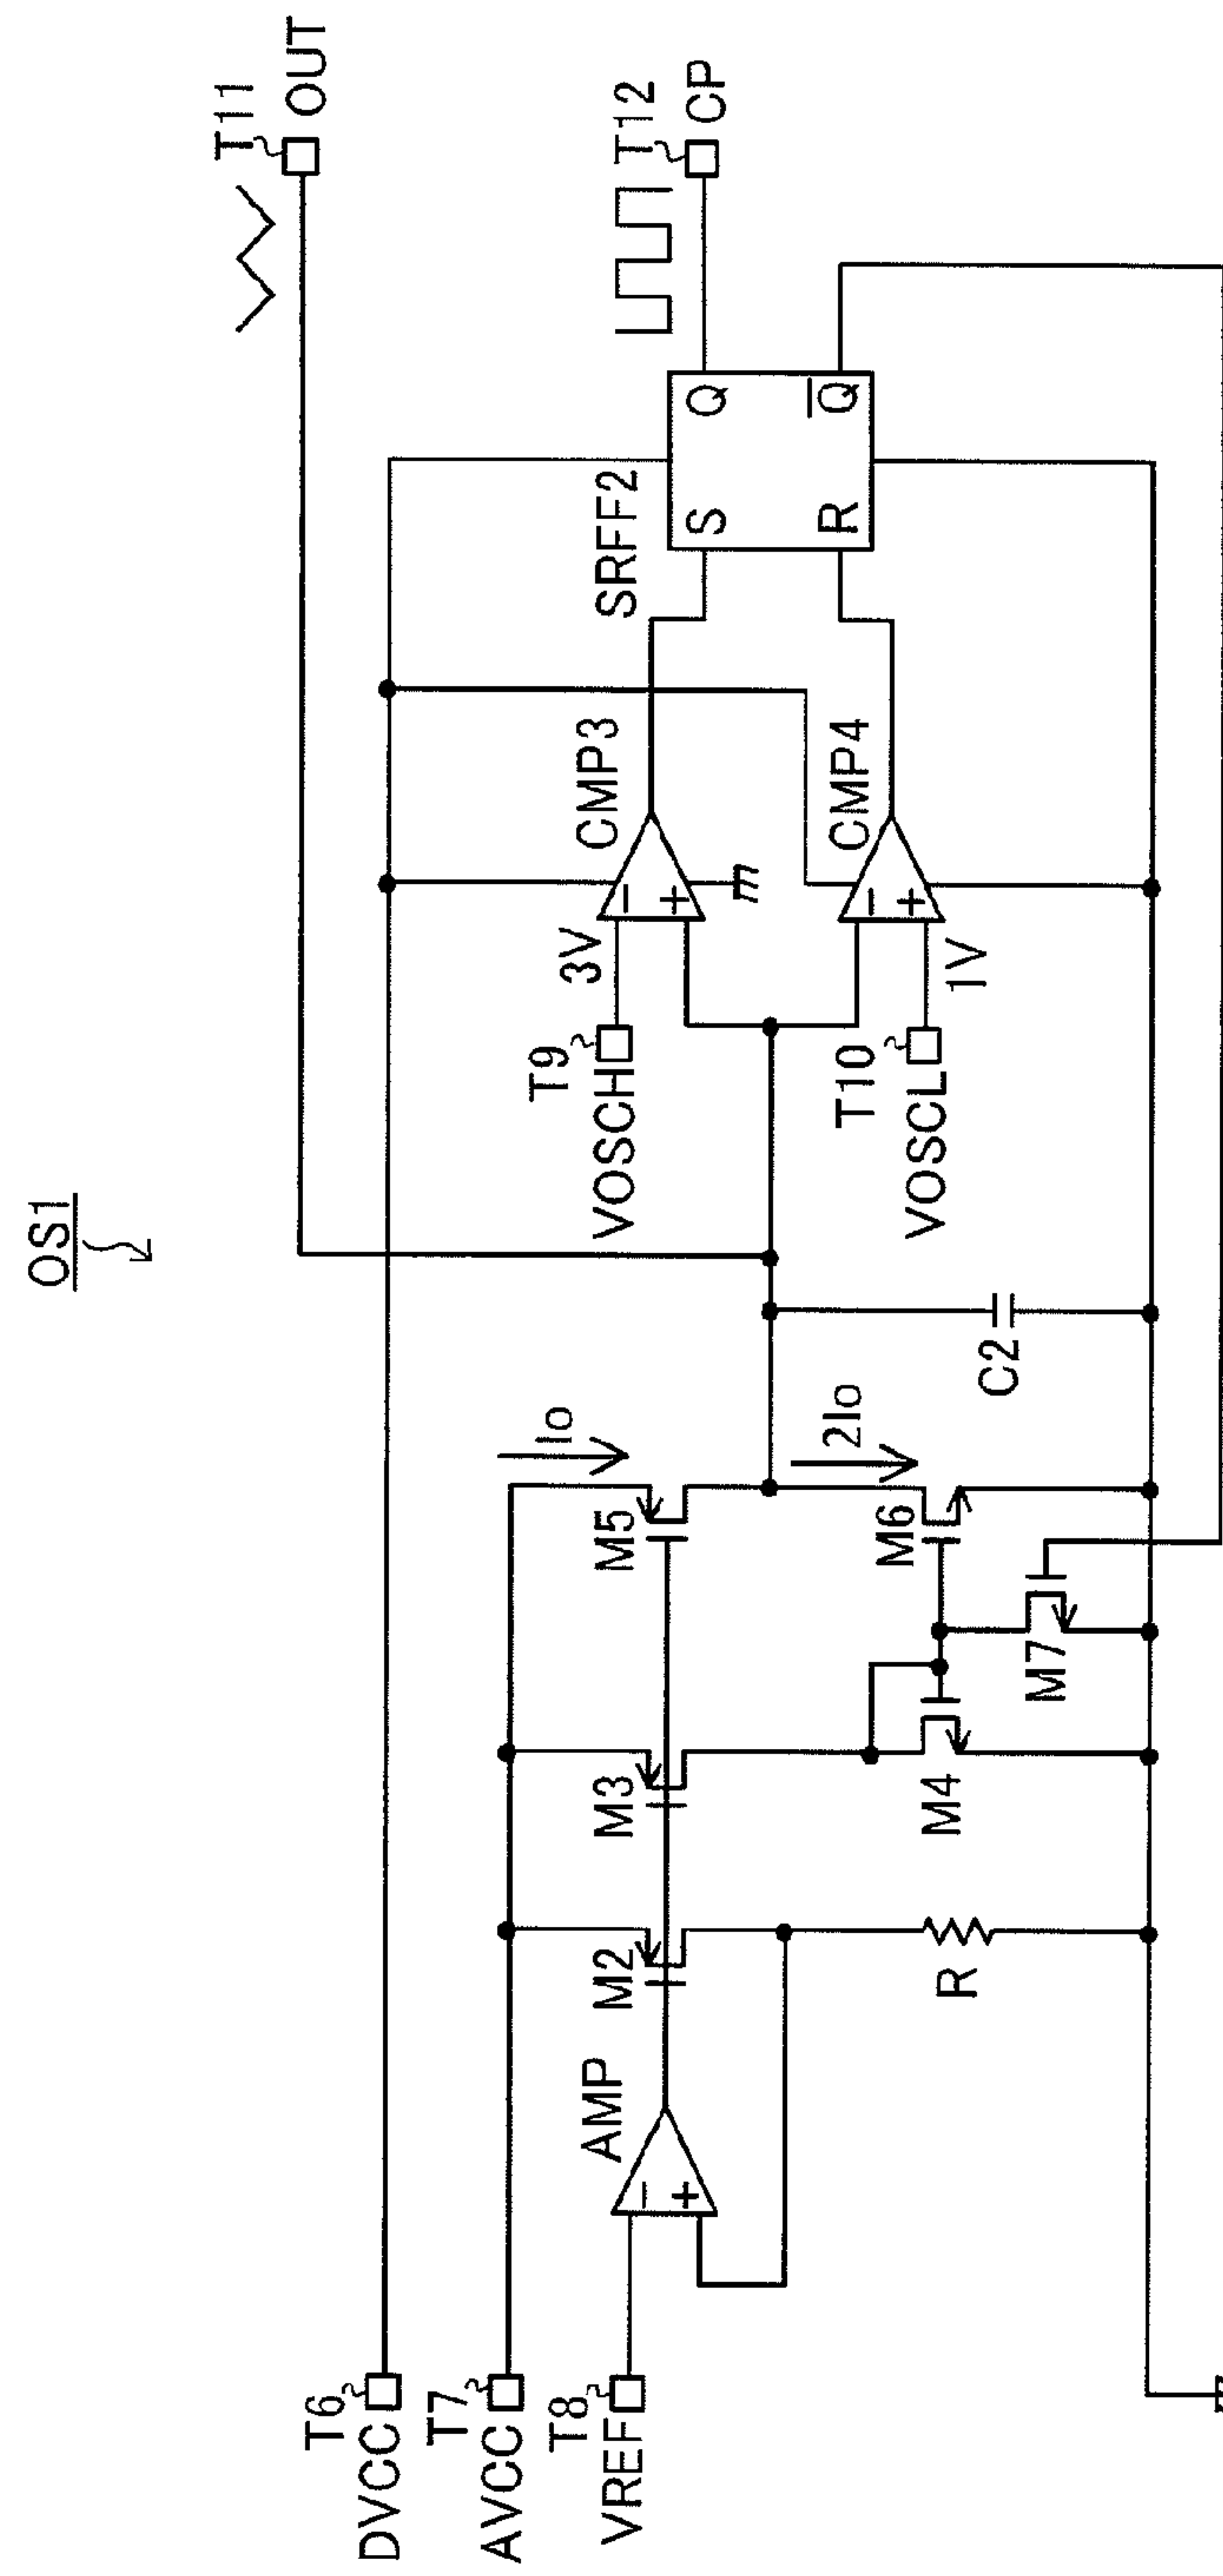 OS1
T11
OUT
T6
DVCC
T7
AVCC
T8
VREF
AMP
−
+
M2
R
M3
M4
M5
Io
M6
2Io
M7
C2
T9
VOSCH
3V
CMP3
−
+
T10
VOSCL
1V
CMP4
−
+
SRFF2
S
Q
R
Q̅
T12
CP